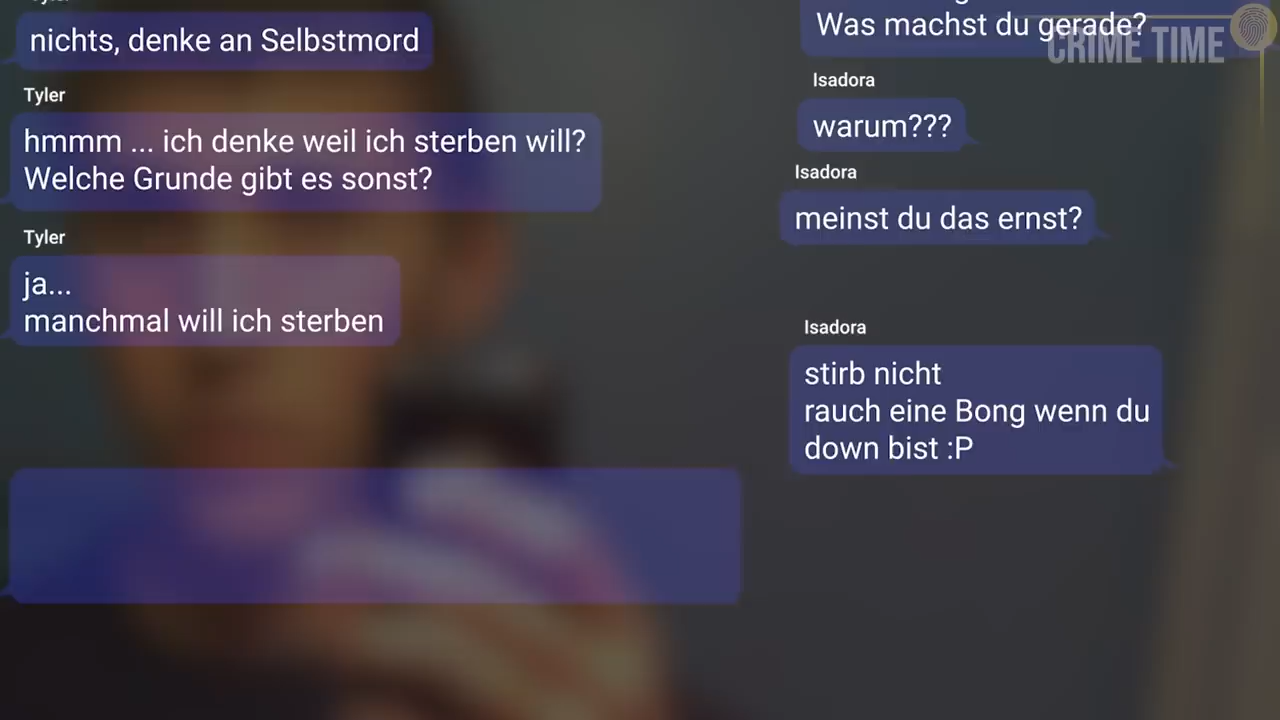 Was machst du gerade?
CRIME TIME
nichts, denke an Selbstmord
Isadora
warum???
Tyler
hmmm ... ich denke weil ich sterben will?
Welche Grunde gibt es sonst?
Isadora
meinst du das ernst?
Tyler
ja...
manchmal will ich sterben
Isadora
stirb nicht
rauch eine Bong wenn du
down bist :P